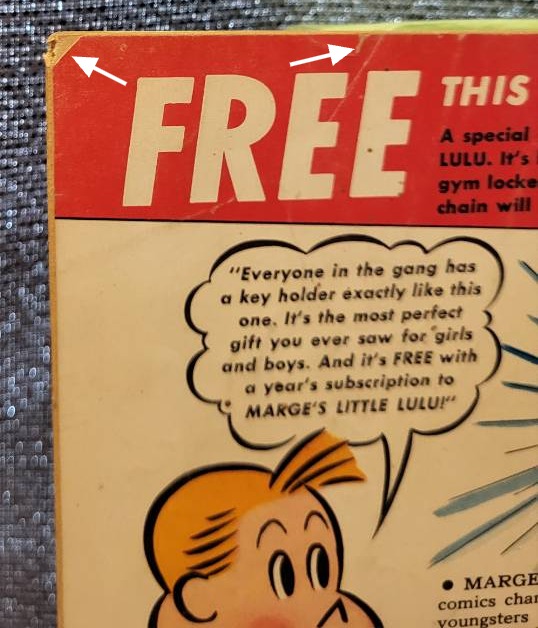 FREE
THIS
A special
LULU. It's
gym locke
chain will
"Everyone in the gang has
a key holder exactly like this
one. It's the most perfect
gift you ever saw for girls
and boys. And it's FREE with
a year's subscription to
MARGE'S LITTLE LULU!"
● MARGE
comics char
youngsters